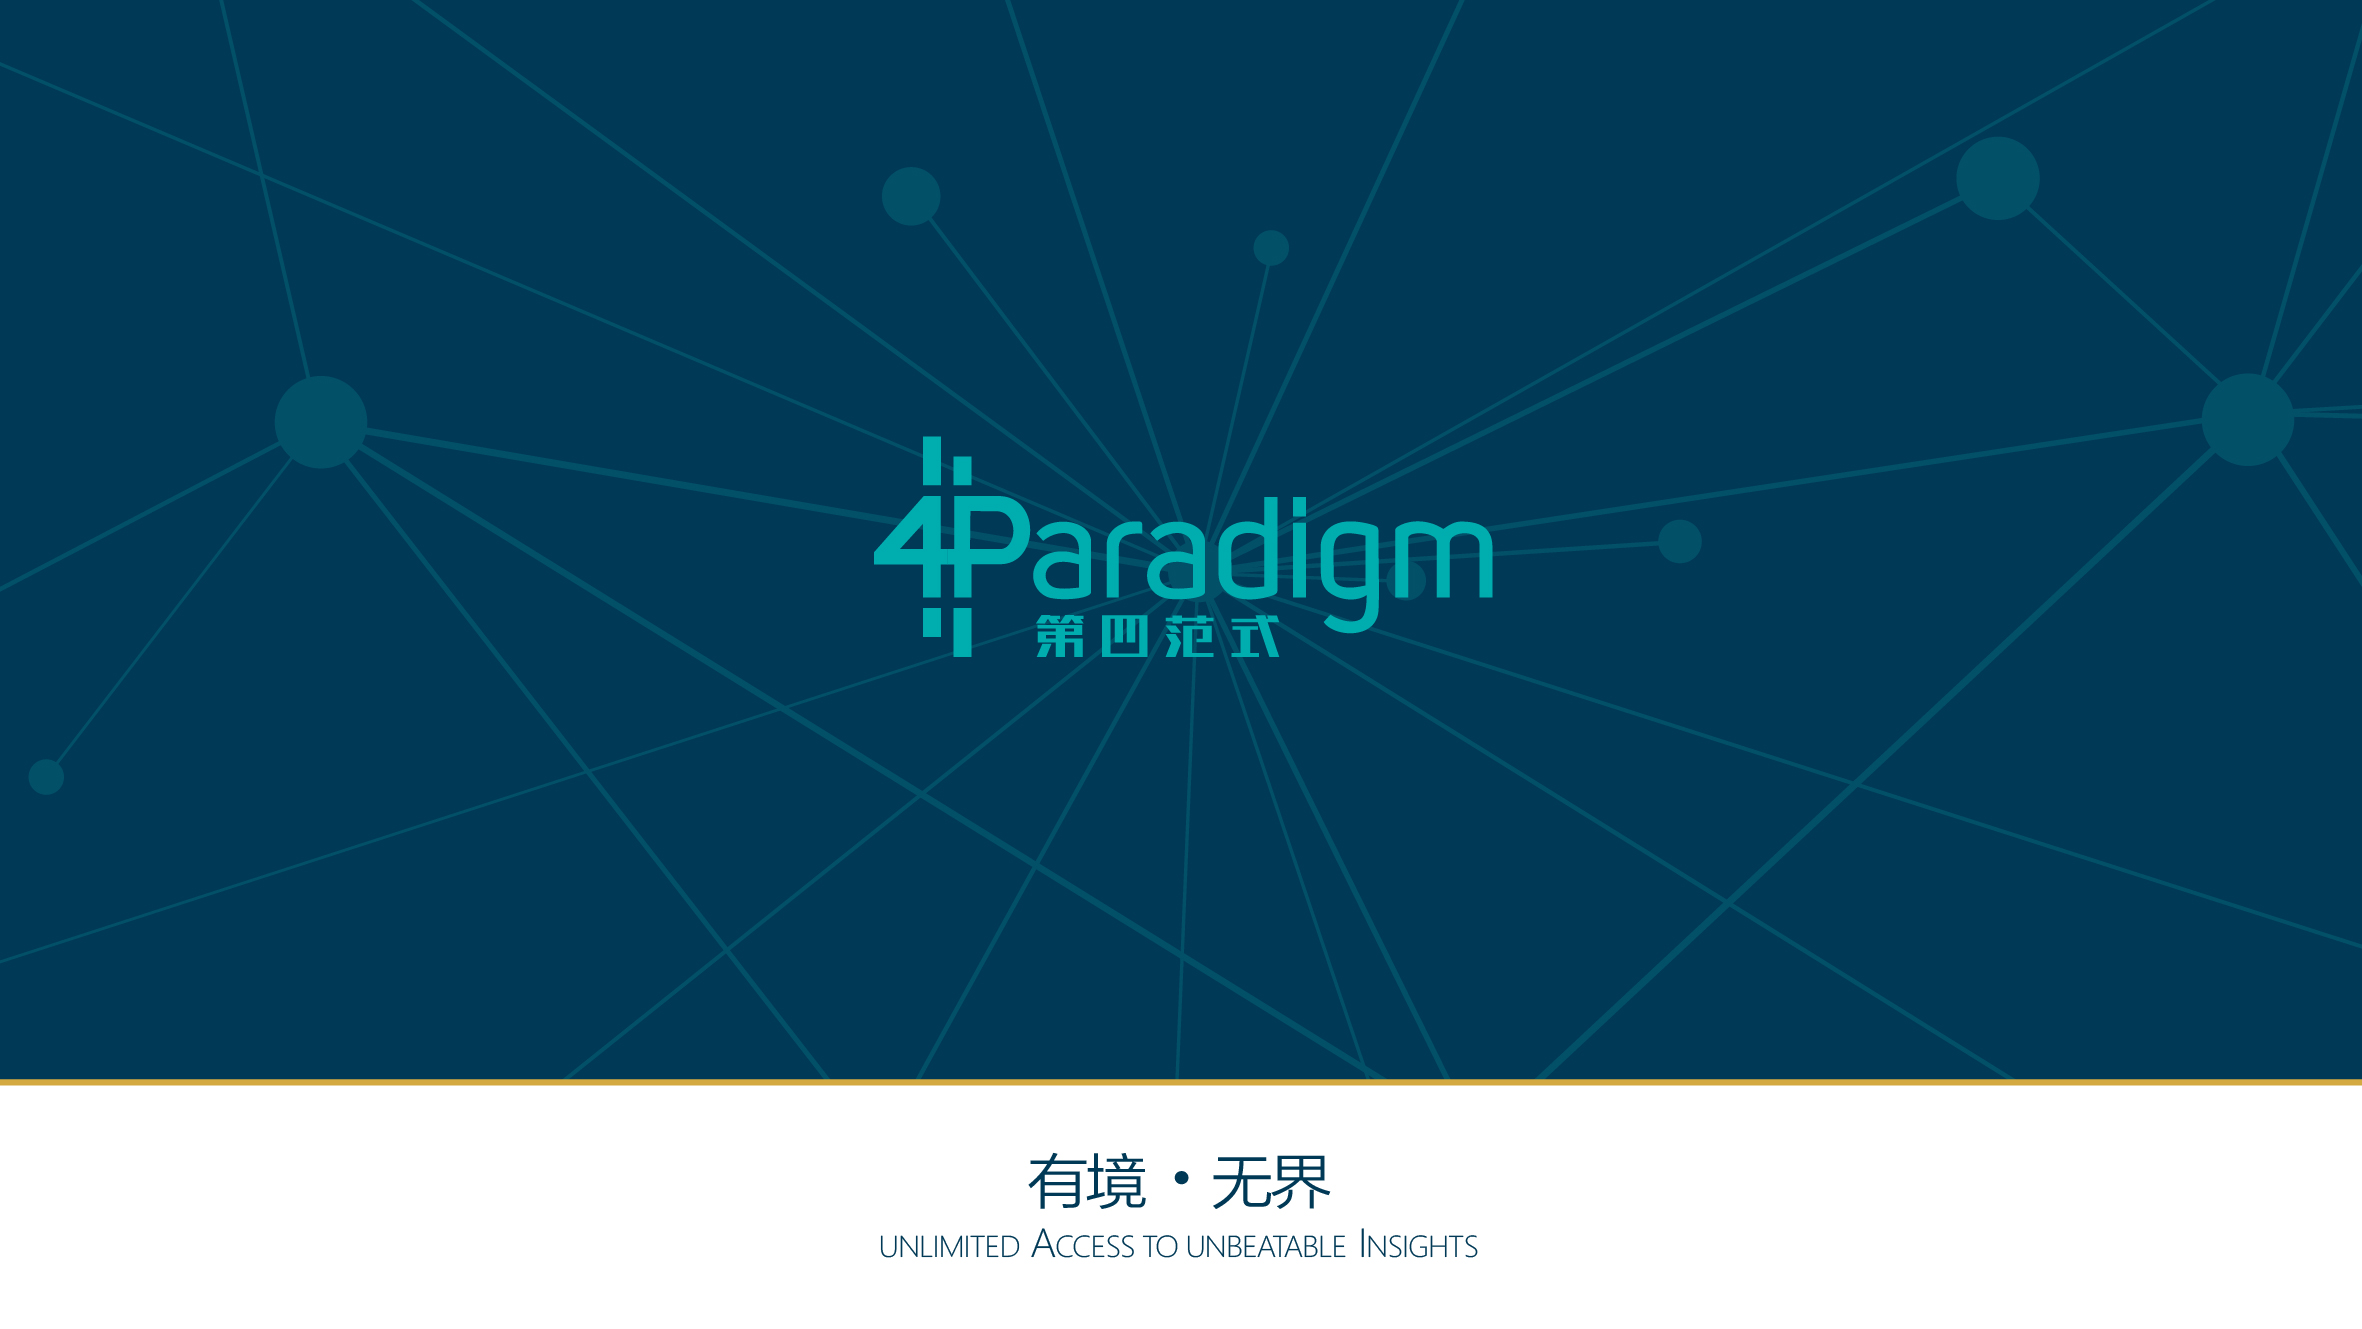 4Paradigm
第四范式
有境·无界
UNLIMITED ACCESS TO UNBEATABLE INSIGHTS